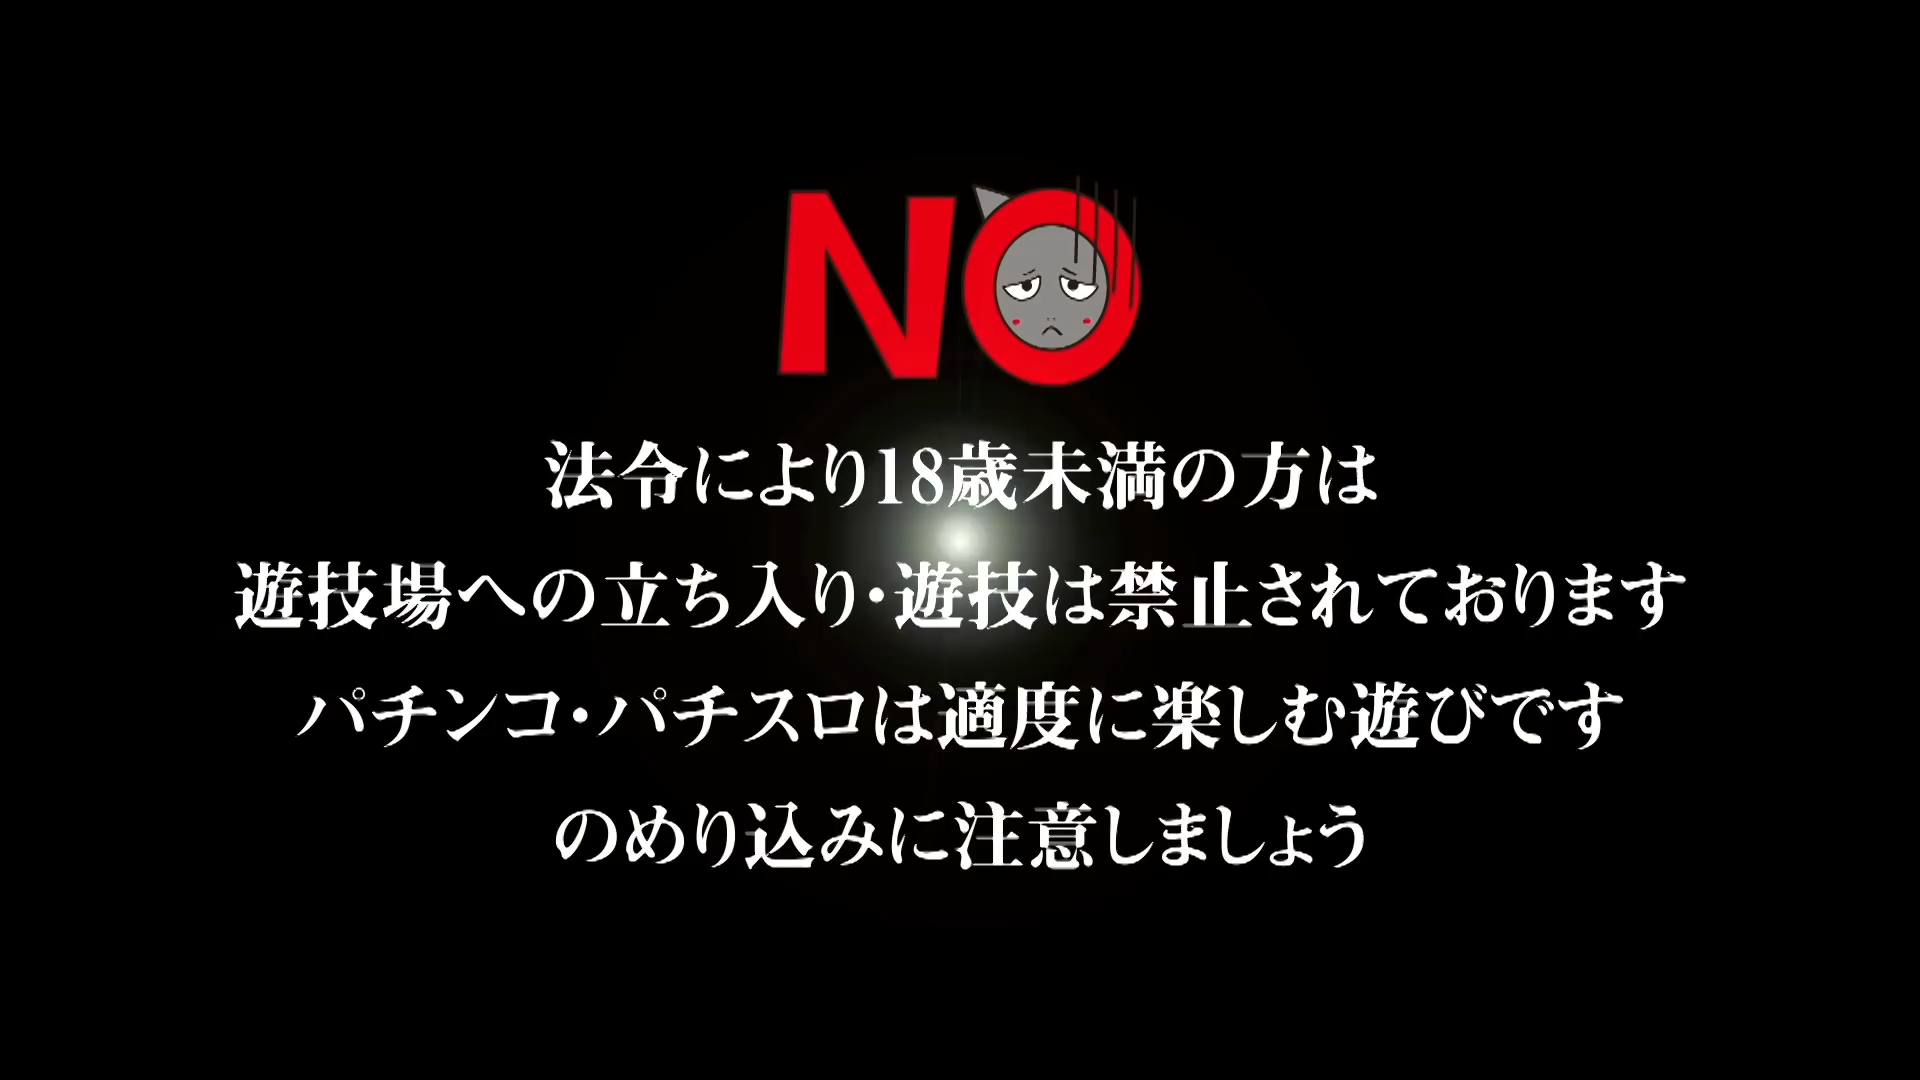 NO
法令により18歳未満の方は
遊技場への立ち入り・遊技は禁止されております
パチンコ・パチスロは適度に楽しむ遊びです
のめり込みに注意しましょう